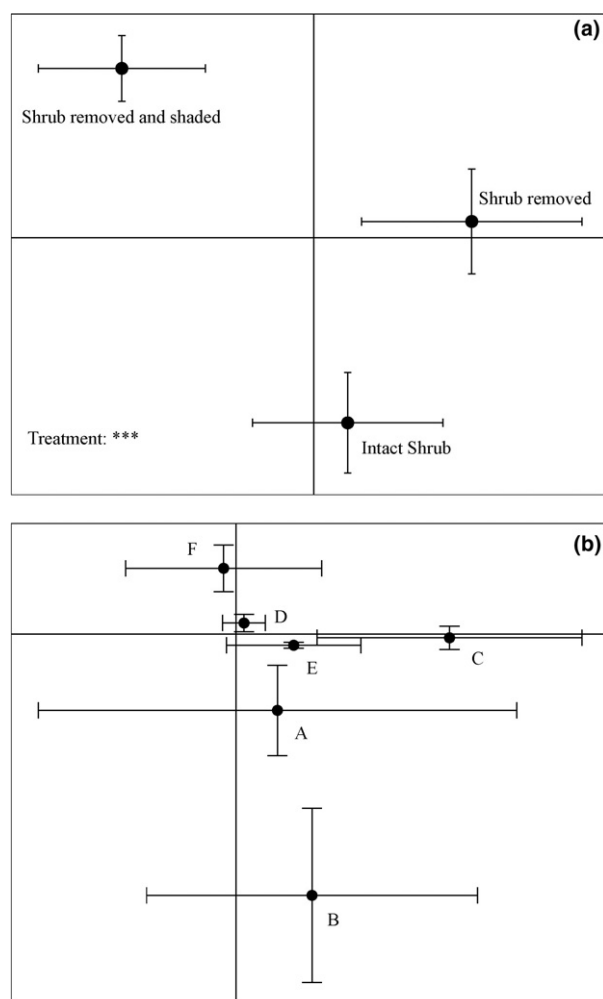 (a)
Shrub removed and shaded
Shrub removed
Treatment: ***
Intact Shrub
(b)
F
D
C
E
A
B